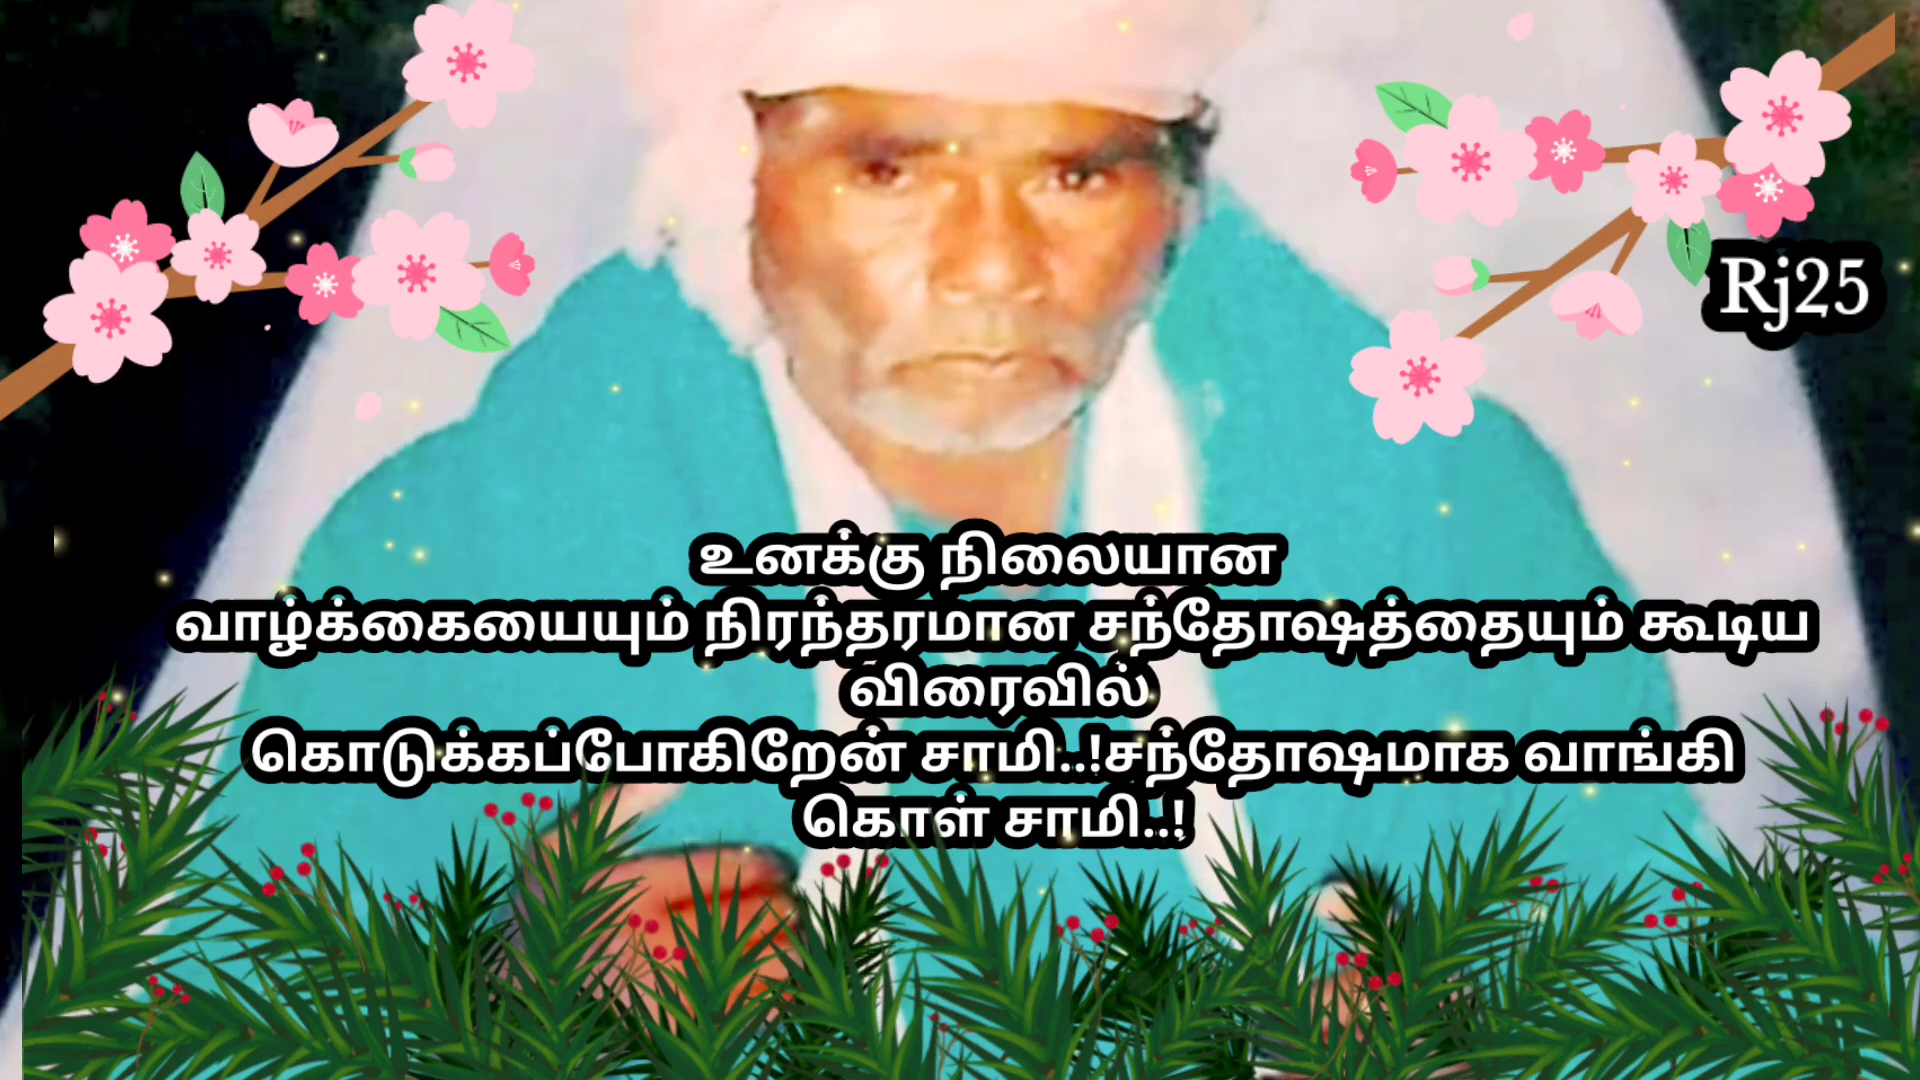 Rj25
உனக்கு நிலையான
வாழ்க்கையையும் நிரந்தரமான சந்தோஷத்தையும் கூடிய
விரைவில்
கொடுக்கப்போகிறேன் சாமி..!சந்தோஷமாக வாங்கி
கொள் சாமி..!